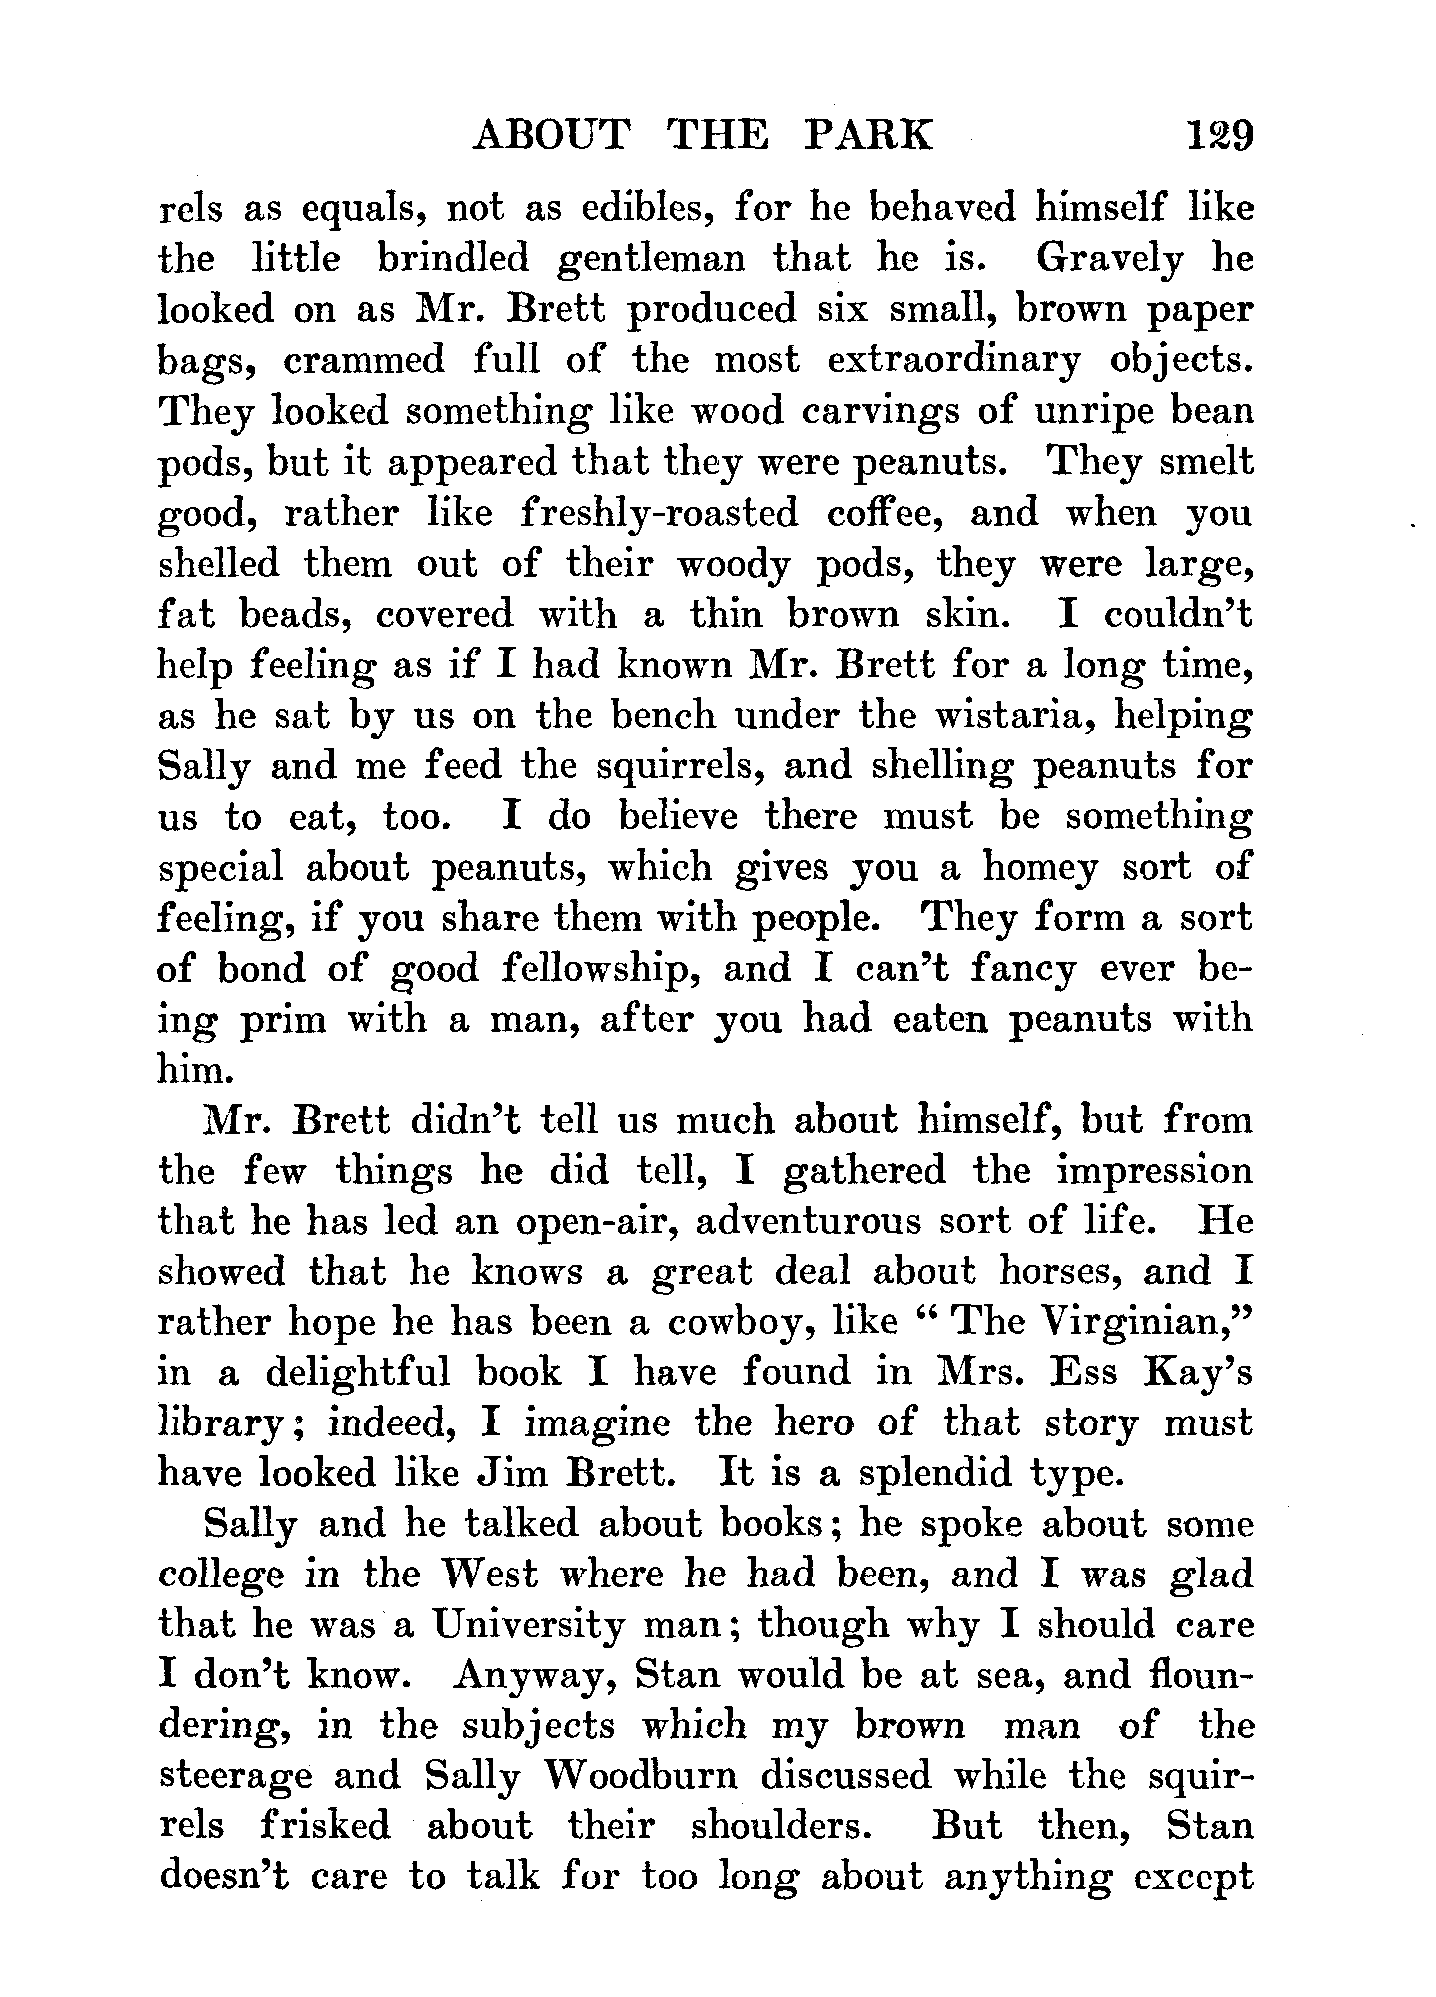 ABOUT THE PARK 129
rels as equals, not as edibles, for he behaved himself like
the little brindled gentleman that he is. Gravely he
looked on as Mr. Brett produced six small, brown paper
bags, crammed full of the most extraordinary objects.
They looked something like wood carvings of unripe bean
pods, but it appeared that they were peanuts. They smelt
good, rather like freshly-roasted coffee, and when you
shelled them out of their woody pods, they were large,
fat beads, covered with a thin brown skin. I couldn't
help feeling as if I had known Mr. Brett for a long time,
as he sat by us on the bench under the wistaria, helping
Sally and me feed the squirrels, and shelling peanuts for
us to eat, too. I do believe there must be something
special about peanuts, which gives you a homey sort of
feeling, if you share them with people. They form a sort
of bond of good fellowship, and I can't fancy ever be-
ing prim with a man, after you had eaten peanuts with
him.
Mr. Brett didn't tell us much about himself, but from
the few things he did tell, I gathered the impression
that he has led an open-air, adventurous sort of life. He
showed that he knows a great deal about horses, and I
rather hope he has been a cowboy, like “ The Virginian,”
in a delightful book I have found in Mrs. Ess Kay's
library; indeed, I imagine the hero of that story must
have looked like Jim Brett. It is a splendid type.
Sally and he talked about books; he spoke about some
college in the West where he had been, and I was glad
that he was a University man; though why I should care
I don't know. Anyway, Stan would be at sea, and floun-
dering, in the subjects which my brown man of the
steerage and Sally Woodburn discussed while the squir-
rels frisked about their shoulders. But then, Stan
doesn't care to talk for too long about anything except